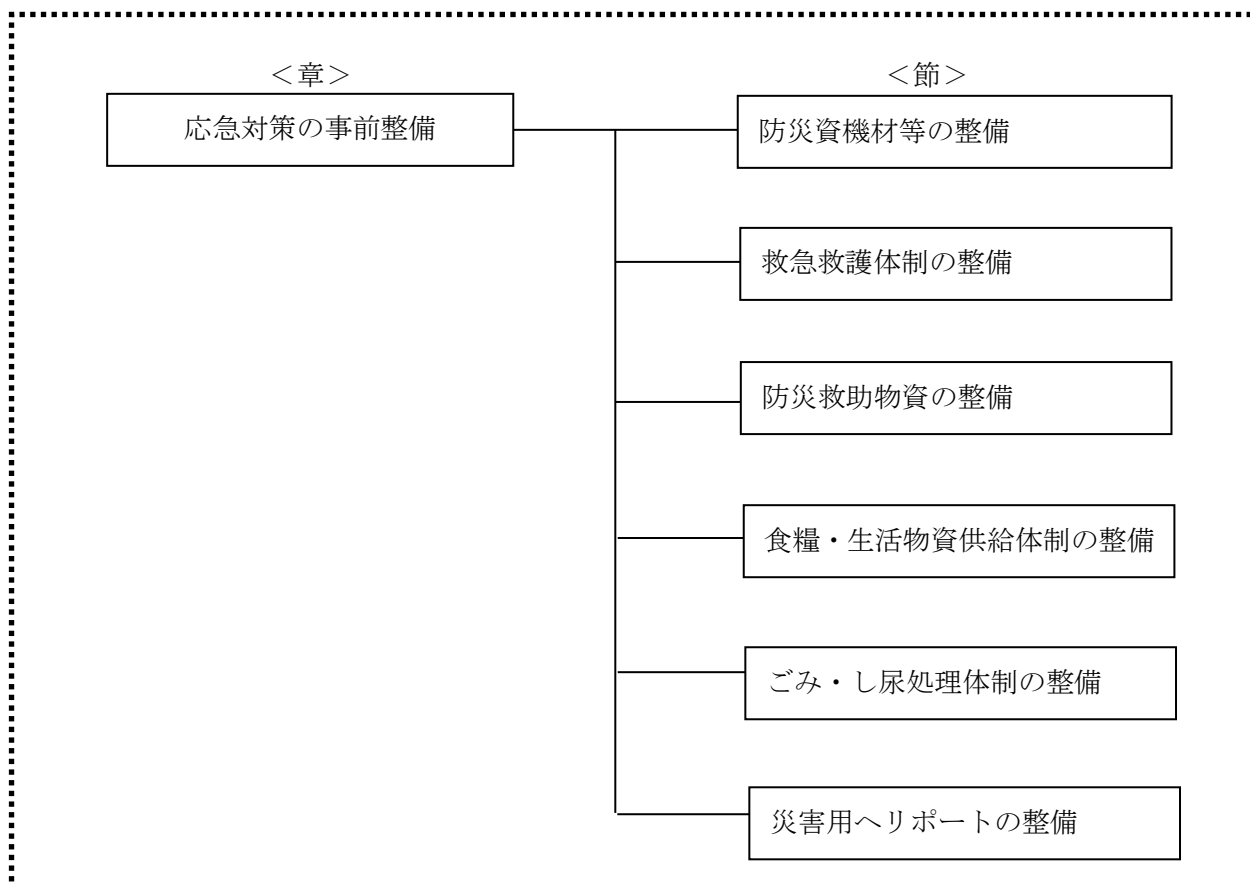 ＜章＞
＜節＞
応急対策の事前整備
防災資機材等の整備
救急救護体制の整備
防災救助物資の整備
食糧・生活物資供給体制の整備
ごみ・し尿処理体制の整備
災害用ヘリポートの整備